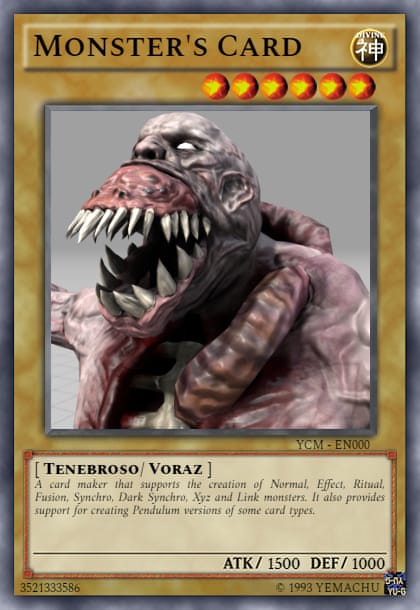 MONSTER'S CARD
DIVINE
神
YCM - EN000
[ TENEBROSO/ VORAZ ]
A card maker that supports the creation of Normal, Effect, Ritual,
Fusion, Synchro, Dark Synchro, Xyz and Link monsters. It also provides
support for creating Pendulum versions of some card types.
ATK/ 1500 DEF/ 1000
3521333586
© 1993 YEMACHU